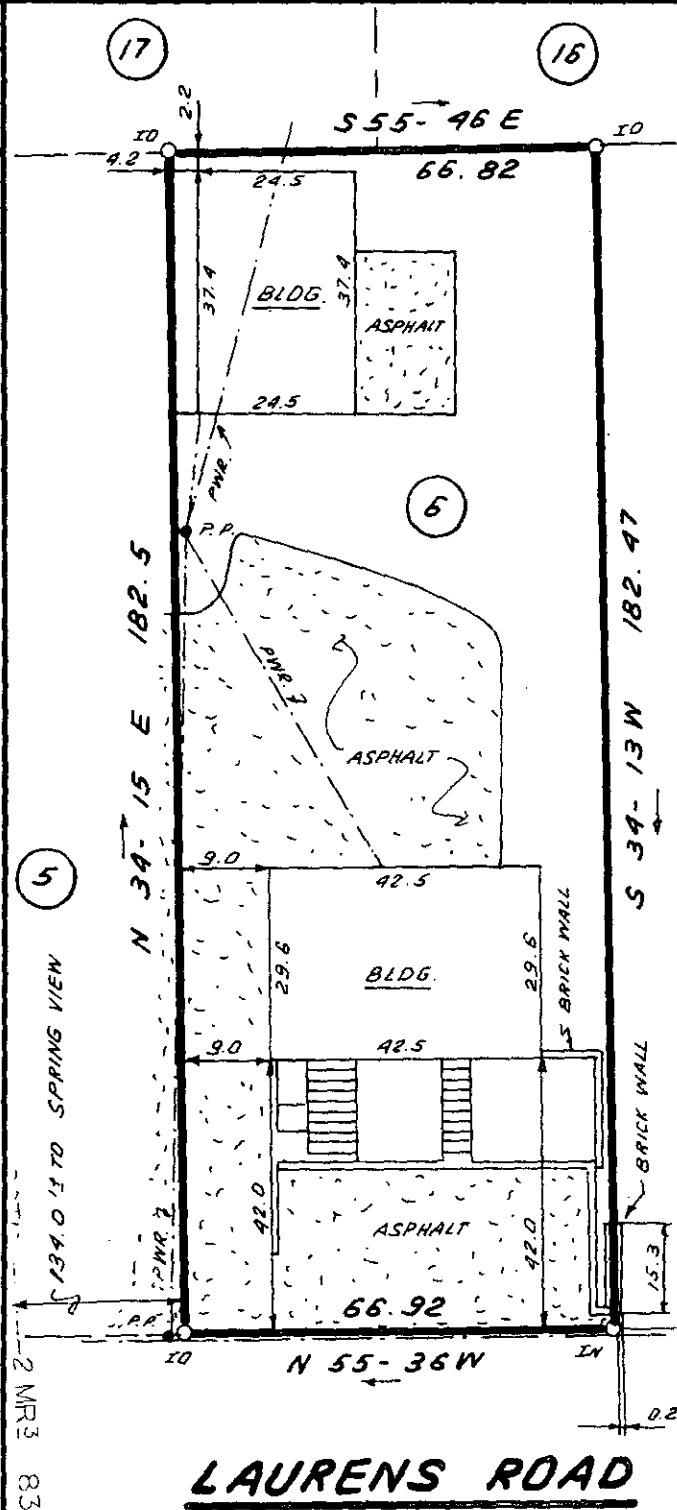 17
16
2.2
S 55- 46 E
IO
IO
4.2
24.5
66.82
37.4
BLDG.
37.4
ASPHALT
24.5
PWR.
P.P.
6
N 34- 15 E 182.5
S 34- 13 W 182.47
PWR.
ASPHALT
5
9.0
42.5
29.6
BLDG.
29.6
S BRICK WALL
9.0
42.5
134.0' TO SPRING VIEW
BRICK WALL
42.0
ASPHALT
42.0
15.3
PWR.
P.P.
66.92
IO
N 55- 36 W
IN
0.2
2 MR3 83
LAURENS ROAD